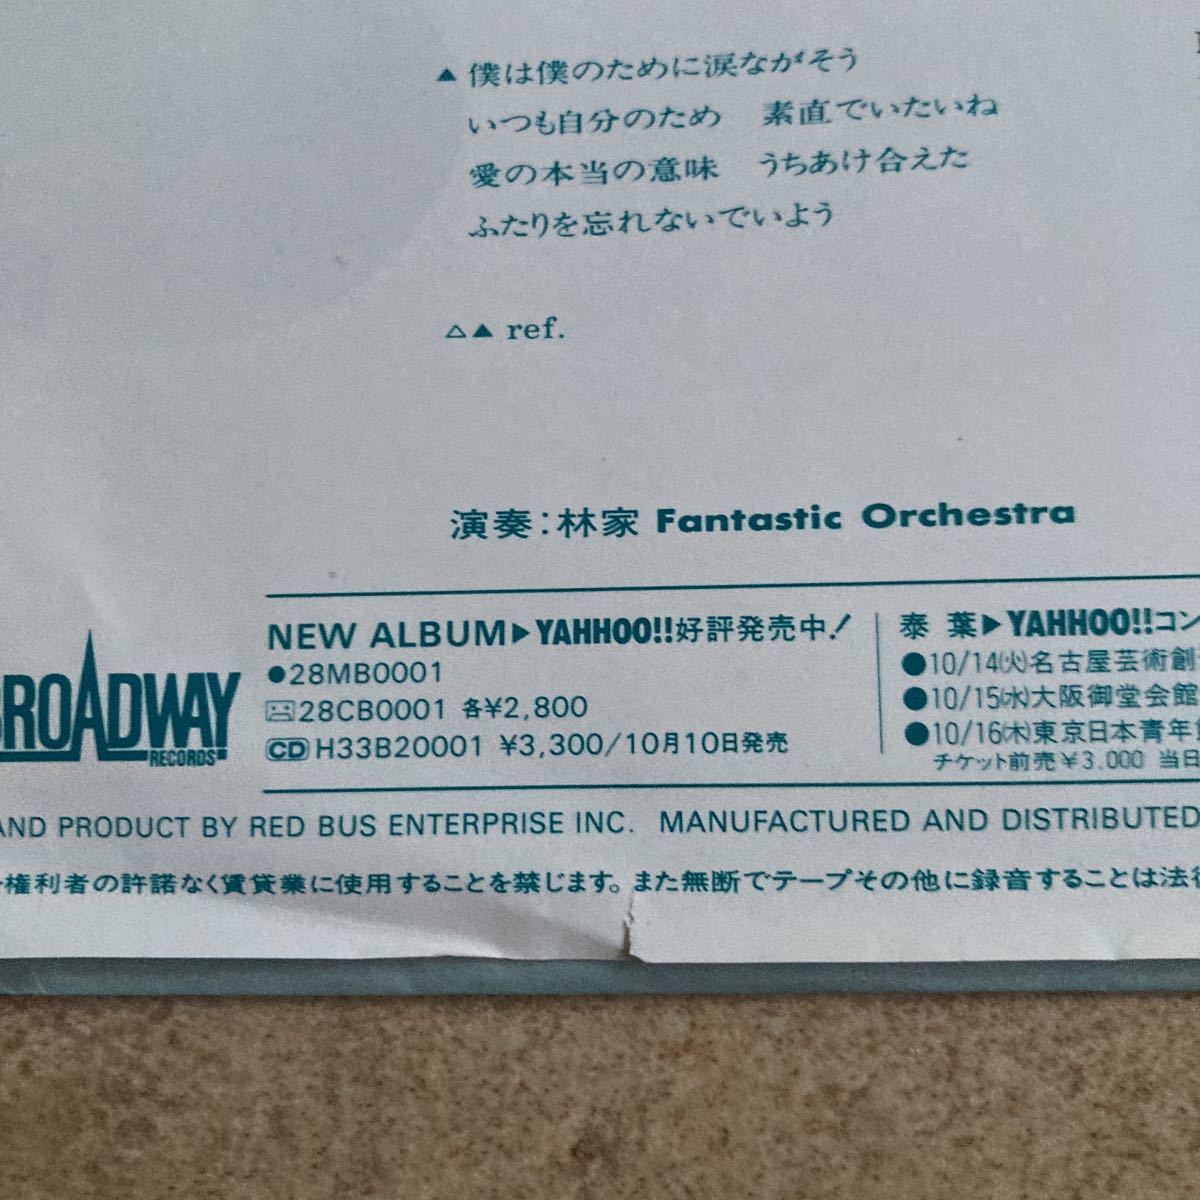 ▲ 僕は僕のために涙ながそう
いつも自分のため　素直でいたいね
愛の本当の意味　うちあけ合えた
ふたりを忘れないでいよう
△▲ ref.
演奏：林家 Fantastic Orchestra
BROADWAY
RECORDS
NEW ALBUM▶YAHHOO!!好評発売中！
●28MB0001
28CB0001 各¥2,800
CD H33B20001 ¥3,300/10月10日発売
泰 葉▶YAHHOO!!コン
●10/14㈫名古屋芸術創
●10/15㈬大阪御堂会館
●10/16㈭東京日本青年
チケット前売￥3,000 当日
AND PRODUCT BY RED BUS ENTERPRISE INC. MANUFACTURED AND DISTRIBUTED
権利者の許諾なく賃貸業に使用することを禁じます。また無断でテープその他に録音することは法律